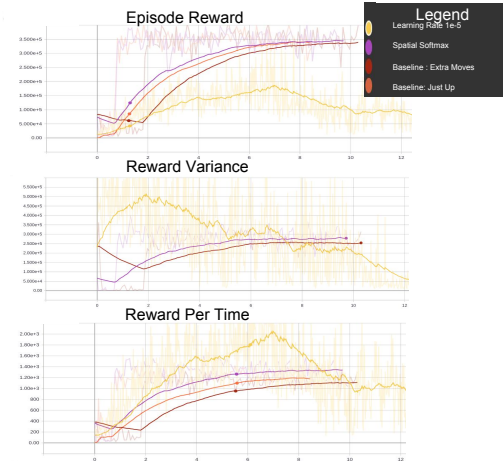 Episode Reward
Legend
Learning Rate 1e-5
Spatial Softmax
Baseline : Extra Moves
Baseline: Just Up
3.500e+5
3.000e+5
2.500e+5
2.000e+5
1.500e+5
1.000e+5
5.000e+4
0.00
0 2 4 6 8 10 12
Reward Variance
5.500e+5
5.000e+5
4.500e+5
4.000e+5
3.500e+5
3.000e+5
2.500e+5
2.000e+5
1.500e+5
1.000e+5
5.000e+4
0.00
0 2 4 6 8 10 12
Reward Per Time
2.00e+3
1.80e+3
1.60e+3
1.40e+3
1.20e+3
1.00e+3
800
600
400
200
0.00
0 2 4 6 8 10 12